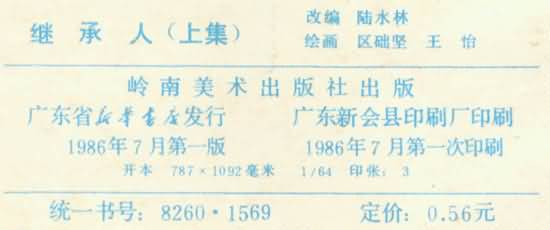 继承人(上集)
改编 陆水林
绘画 区础坚 王怡
岭南美术出版社出版
广东省新华书店发行 广东新会县印刷厂印刷
1986年7月第一版 1986年7月第一次印刷
开本 787×1092毫米 1/64 印张:3
统一书号:8260·1569 定价:0.56元